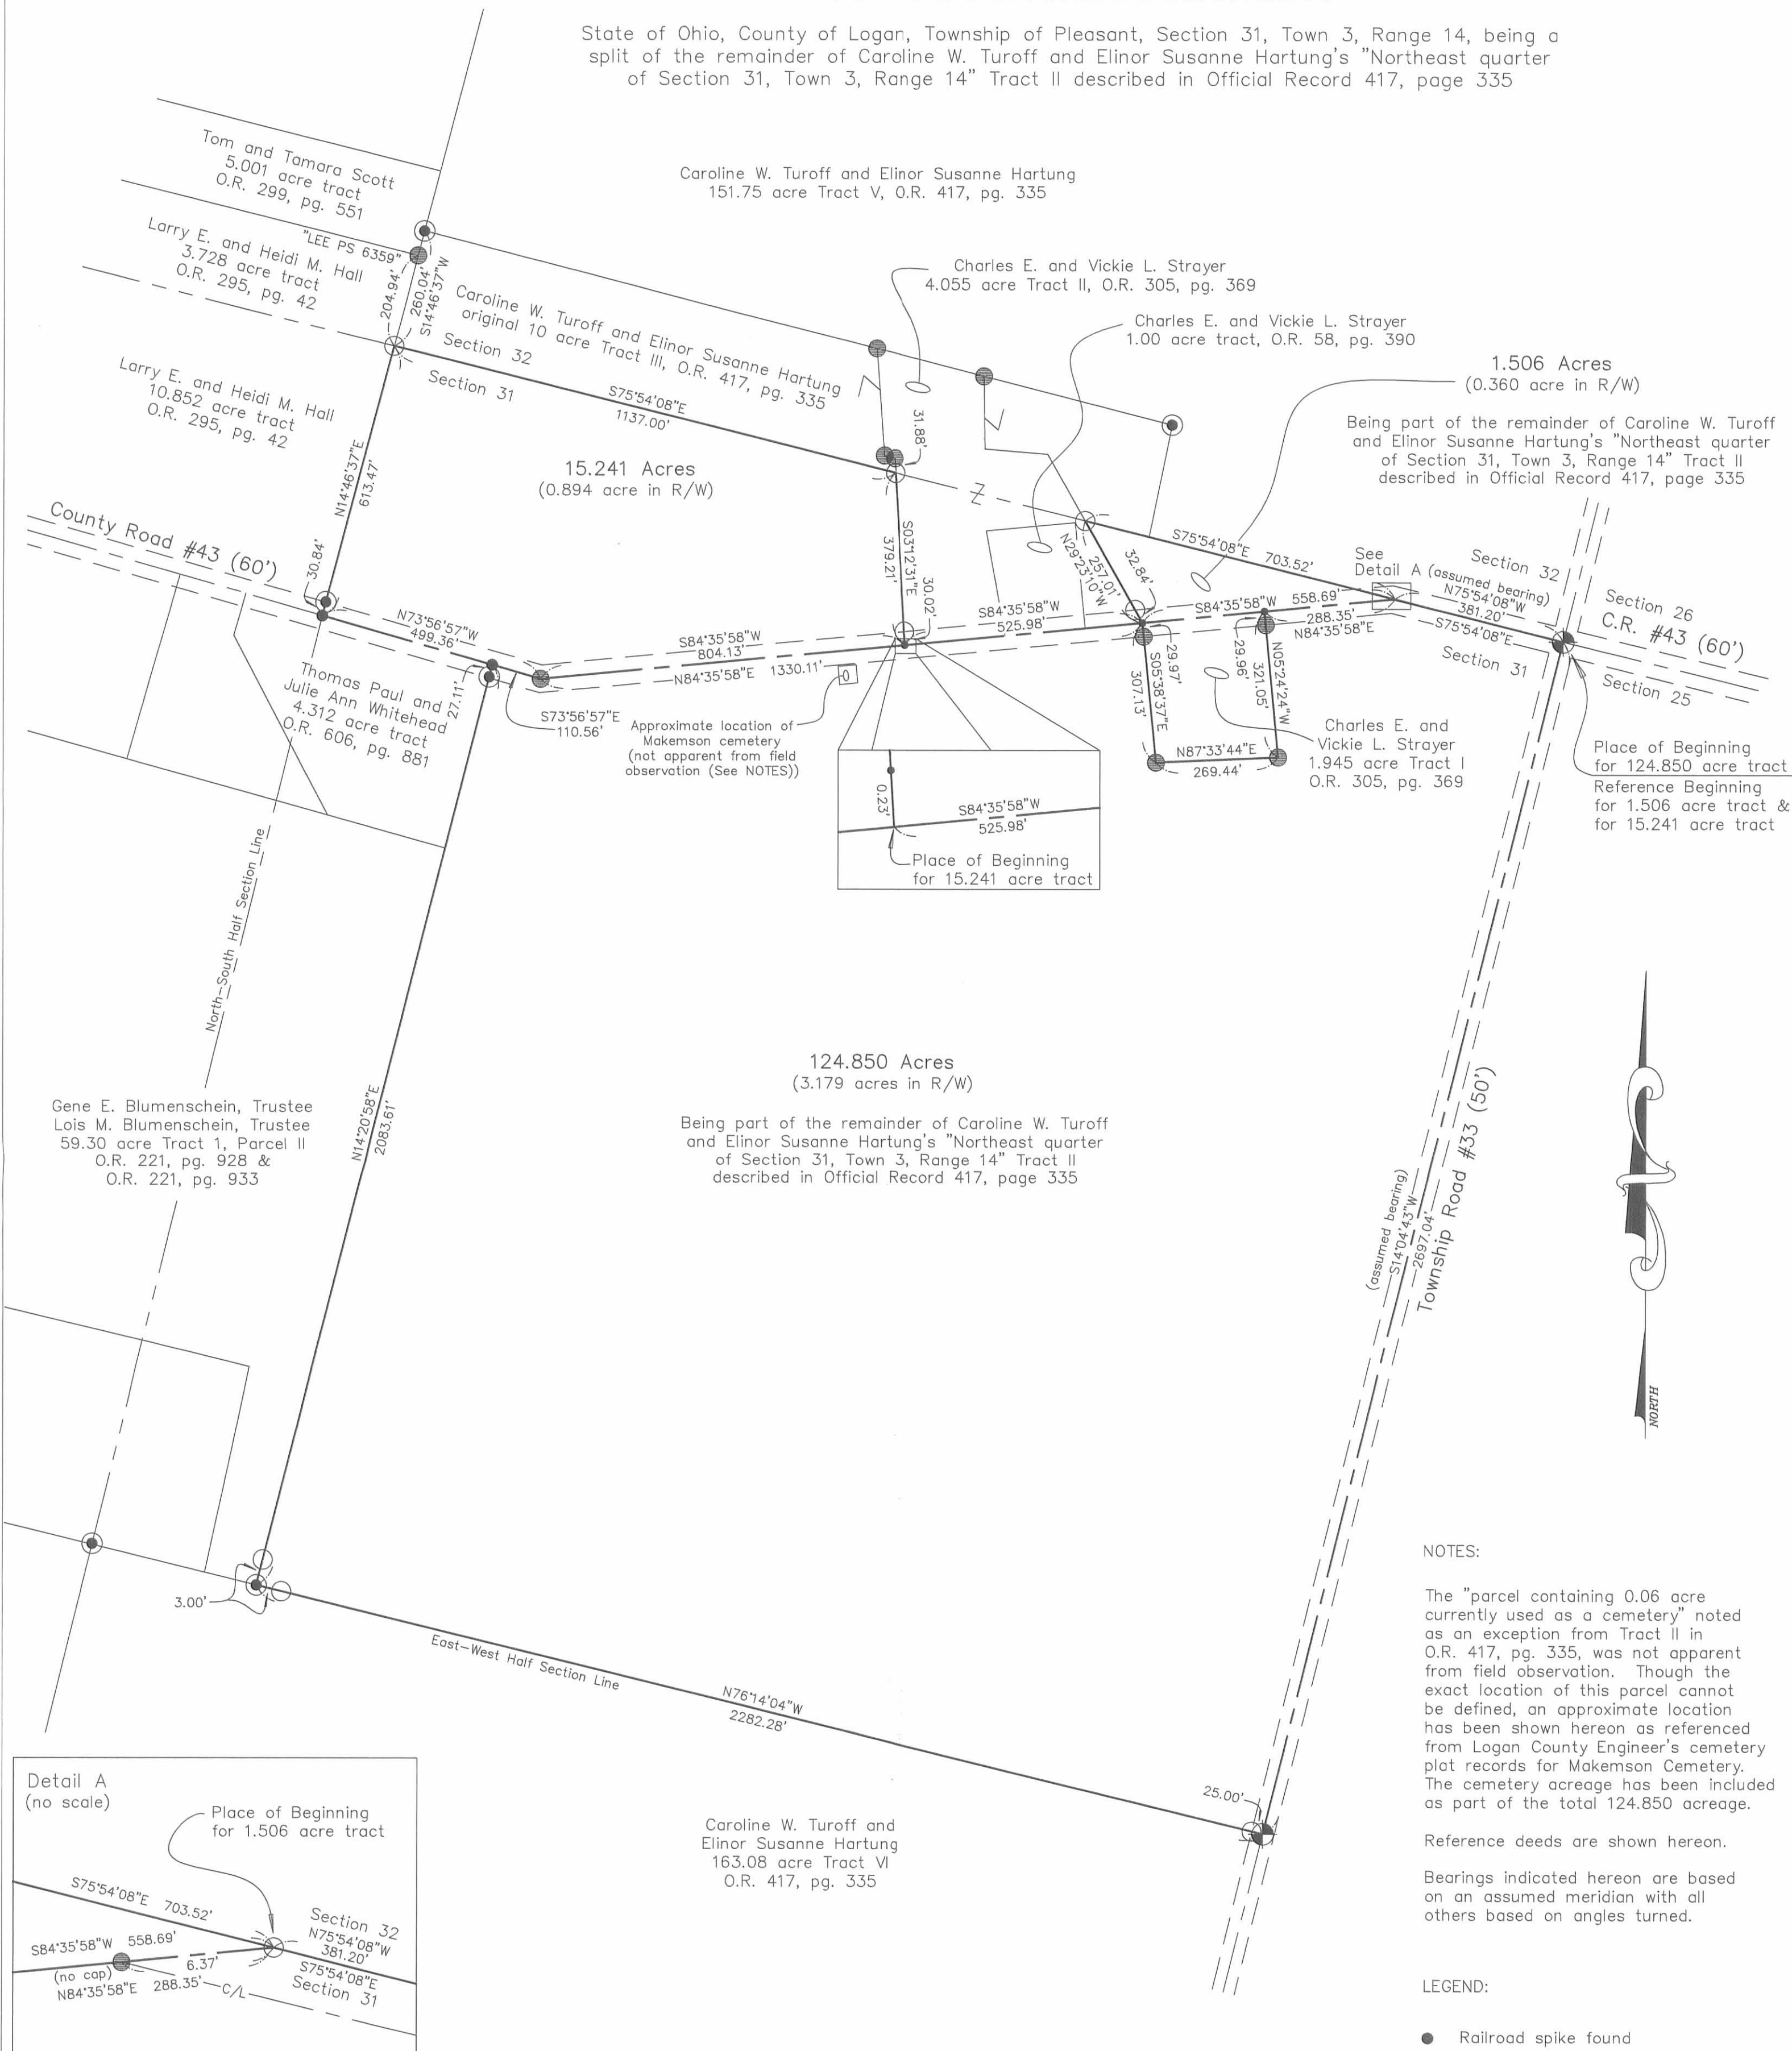 State of Ohio, County of Logan, Township of Pleasant, Section 31, Town 3, Range 14, being a
split of the remainder of Caroline W. Turoff and Elinor Susanne Hartung's "Northeast quarter
of Section 31, Town 3, Range 14" Tract II described in Official Record 417, page 335
Tom and Tamara Scott
5.001 acre tract
O.R. 299, pg. 551
Caroline W. Turoff and Elinor Susanne Hartung
151.75 acre Tract V, O.R. 417, pg. 335
"LEE PS 6359"
Larry E. and Heidi M. Hall
3.728 acre tract
O.R. 295, pg. 42
204.94'
260.04'
S14°46'37"W
Caroline W. Turoff and Elinor Susanne Hartung
original 10 acre Tract III, O.R. 417, pg. 335
Charles E. and Vickie L. Strayer
4.055 acre Tract II, O.R. 305, pg. 369
Charles E. and Vickie L. Strayer
1.00 acre tract, O.R. 58, pg. 390
1.506 Acres
(0.360 acre in R/W)
Being part of the remainder of Caroline W. Turoff
and Elinor Susanne Hartung's "Northeast quarter
of Section 31, Town 3, Range 14" Tract II
described in Official Record 417, page 335
Larry E. and Heidi M. Hall
10.852 acre tract
O.R. 295, pg. 42
Section 32
Section 31
S75°54'08"E
1137.00'
31.88'
15.241 Acres
(0.894 acre in R/W)
N14°46'37"E
613.47'
30.84'
County Road #43 (60')
Z
S03°12'31"E
379.21'
30.02'
32.84'
257.01'
N29°23'10"W
S75°54'08"E 703.52'
See
Detail A
(assumed bearing)
N75°54'08"W
381.20'
S75°54'08"E
Section 32
Section 31
Section 26
C.R. #43 (60')
Section 25
N73°56'57"W
499.36'
S84°35'58"W
804.13'
N84°35'58"E 1330.11'
S84°35'58"W
525.98'
S84°35'58"W 558.69'
288.35'
N84°35'58"E
Thomas Paul and
Julie Ann Whitehead
4.312 acre tract
O.R. 606, pg. 881
27.11'
S73°56'57"E
110.56'
Approximate location of
Makemson cemetery
(not apparent from field
observation (See NOTES))
29.97'
S05°38'37"E
307.13'
29.96'
N05°24'24"W
321.05'
N87°33'44"E
269.44'
Charles E. and
Vickie L. Strayer
1.945 acre Tract I
O.R. 305, pg. 369
Place of Beginning
for 124.850 acre tract
Reference Beginning
for 1.506 acre tract &
for 15.241 acre tract
0.23'
S84°35'58"W
525.98'
Place of Beginning
for 15.241 acre tract
North-South Half Section Line
124.850 Acres
(3.179 acres in R/W)
Being part of the remainder of Caroline W. Turoff
and Elinor Susanne Hartung's "Northeast quarter
of Section 31, Town 3, Range 14" Tract II
described in Official Record 417, page 335
Gene E. Blumenschein, Trustee
Lois M. Blumenschein, Trustee
59.30 acre Tract 1, Parcel II
O.R. 221, pg. 928 &
O.R. 221, pg. 933
N14°20'58"E
2083.61'
(assumed bearing)
S14°04'43"W
2697.04'
Township Road #33 (50')
NORTH
3.00'
East-West Half Section Line
N76°14'04"W
2282.28'
25.00'
Caroline W. Turoff and
Elinor Susanne Hartung
163.08 acre Tract VI
O.R. 417, pg. 335
NOTES:
The "parcel containing 0.06 acre
currently used as a cemetery" noted
as an exception from Tract II in
O.R. 417, pg. 335, was not apparent
from field observation. Though the
exact location of this parcel cannot
be defined, an approximate location
has been shown hereon as referenced
from Logan County Engineer's cemetery
plat records for Makemson Cemetery.
The cemetery acreage has been included
as part of the total 124.850 acreage.
Reference deeds are shown hereon.
Bearings indicated hereon are based
on an assumed meridian with all
others based on angles turned.
LEGEND:
Railroad spike found
Detail A
(no scale)
Place of Beginning
for 1.506 acre tract
S75°54'08"E 703.52'
Section 32
N75°54'08"W
381.20'
S75°54'08"E
Section 31
S84°35'58"W 558.69'
6.37'
(no cap)
N84°35'58"E 288.35'
C/L